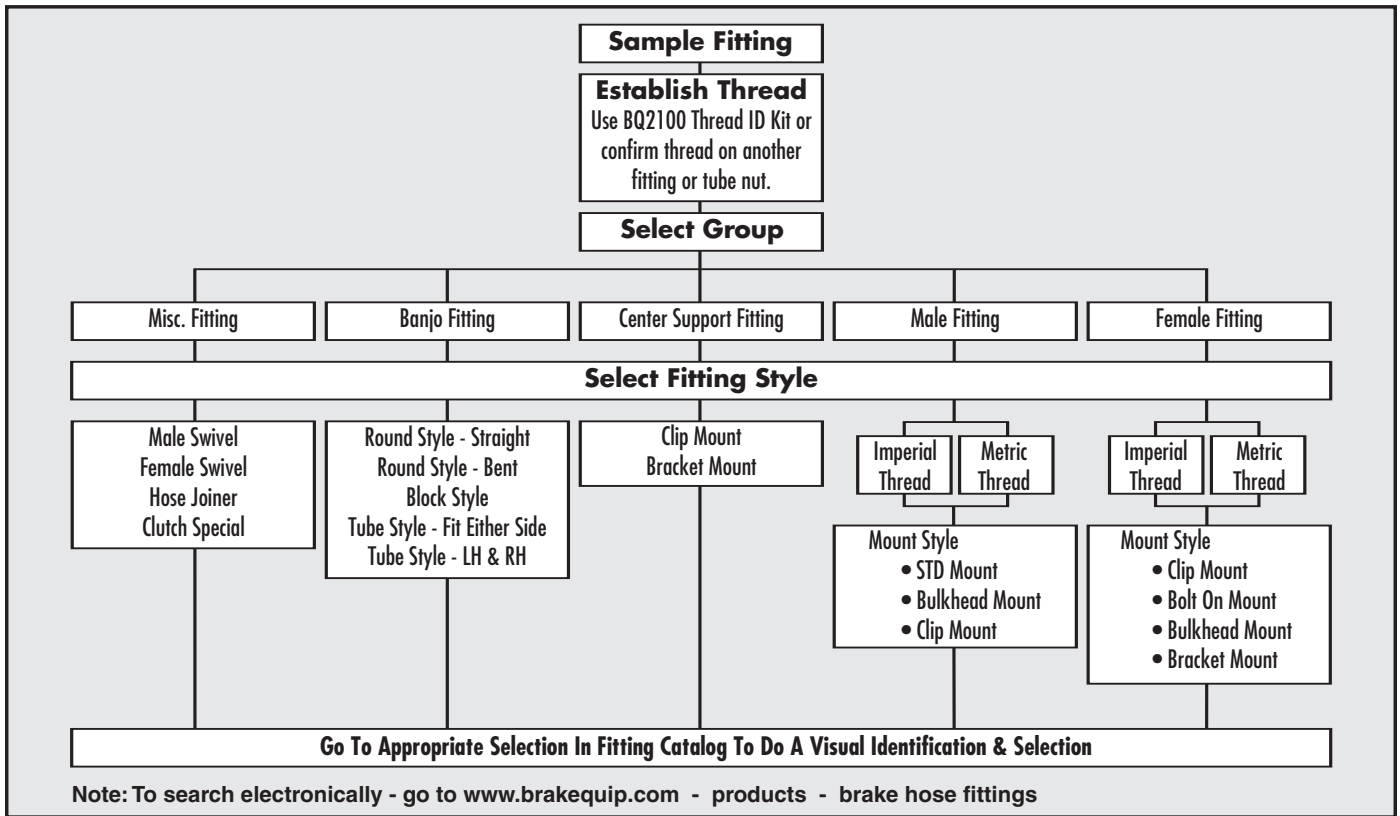 Sample Fitting
Establish Thread
Use BQ2100 Thread ID Kit or
confirm thread on another
fitting or tube nut.
Select Group
Misc. Fitting
Banjo Fitting
Center Support Fitting
Male Fitting
Female Fitting
Select Fitting Style
Male Swivel
Female Swivel
Hose Joiner
Clutch Special
Round Style - Straight
Round Style - Bent
Block Style
Tube Style - Fit Either Side
Tube Style - LH & RH
Clip Mount
Bracket Mount
Imperial
Thread
Metric
Thread
Mount Style
• STD Mount
• Bulkhead Mount
• Clip Mount
Imperial
Thread
Metric
Thread
Mount Style
• Clip Mount
• Bolt On Mount
• Bulkhead Mount
• Bracket Mount
Go To Appropriate Selection In Fitting Catalog To Do A Visual Identification & Selection
Note: To search electronically - go to www.brakequip.com - products - brake hose fittings